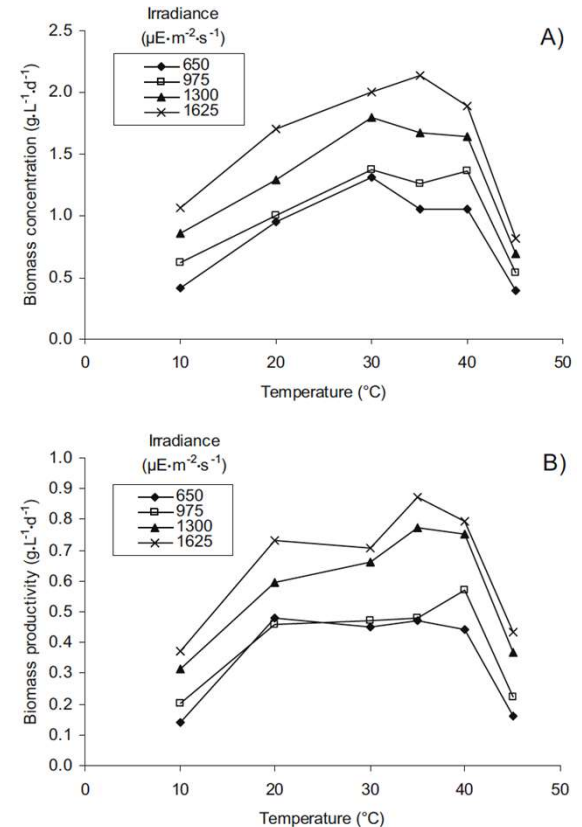 Irradiance
(µE·m⁻²·s⁻¹)
650
975
1300
1625
A)
Biomass concentration (g.L⁻¹.d⁻¹)
2.5
2.0
1.5
1.0
0.5
0.0
0 10 20 30 40 50
Temperature (°C)
Irradiance
(µE·m⁻²·s⁻¹)
650
975
1300
1625
B)
Biomass productivity (g.L⁻¹.d⁻¹)
1.0
0.9
0.8
0.7
0.6
0.5
0.4
0.3
0.2
0.1
0.0
0 10 20 30 40 50
Temperature (°C)